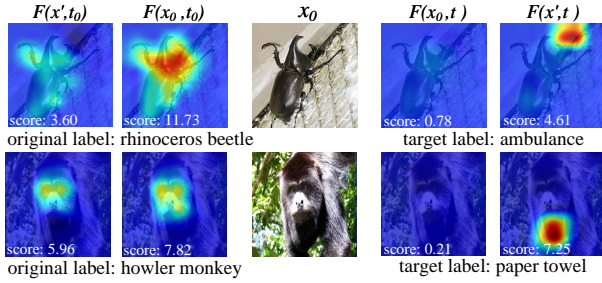 F(x',t₀) F(x₀,t₀) x₀ F(x₀,t) F(x',t)
score: 3.60 score: 11.73 score: 0.78 score: 4.61
original label: rhinoceros beetle target label: ambulance
score: 5.96 score: 7.82 score: 0.21 score: 7.25
original label: howler monkey target label: paper towel